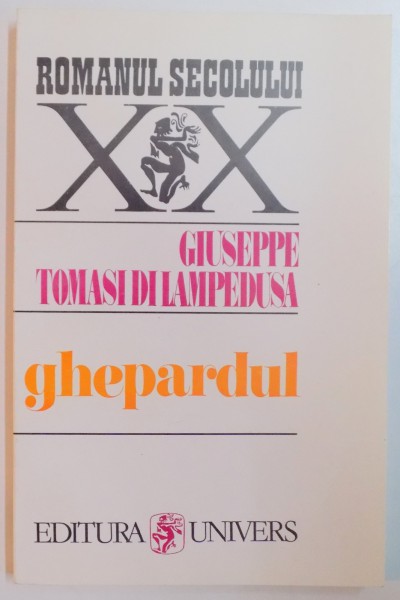 ROMANUL SECOLULUI
XX
GIUSEPPE
TOMASI DI LAMPEDUSA
ghepardul
EDITURA UNIVERS